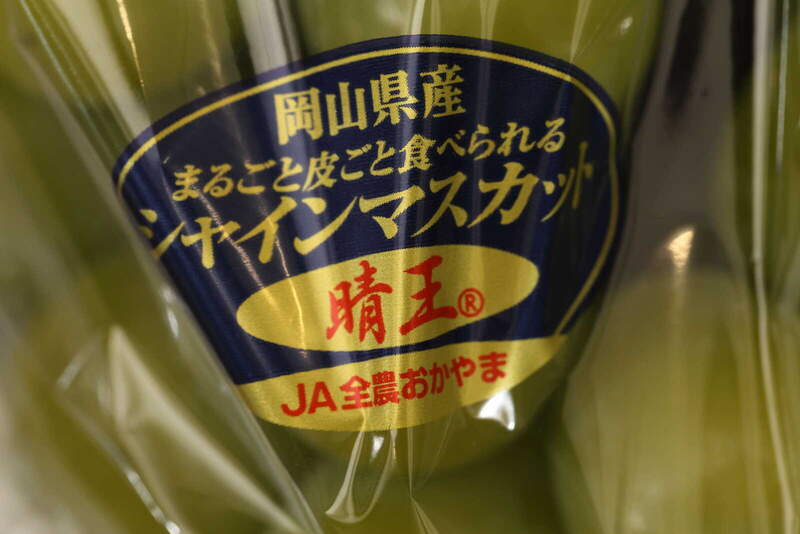 岡山県産
まるごと皮ごと食べられる
シャインマスカット
晴王®
JA全農おかやま